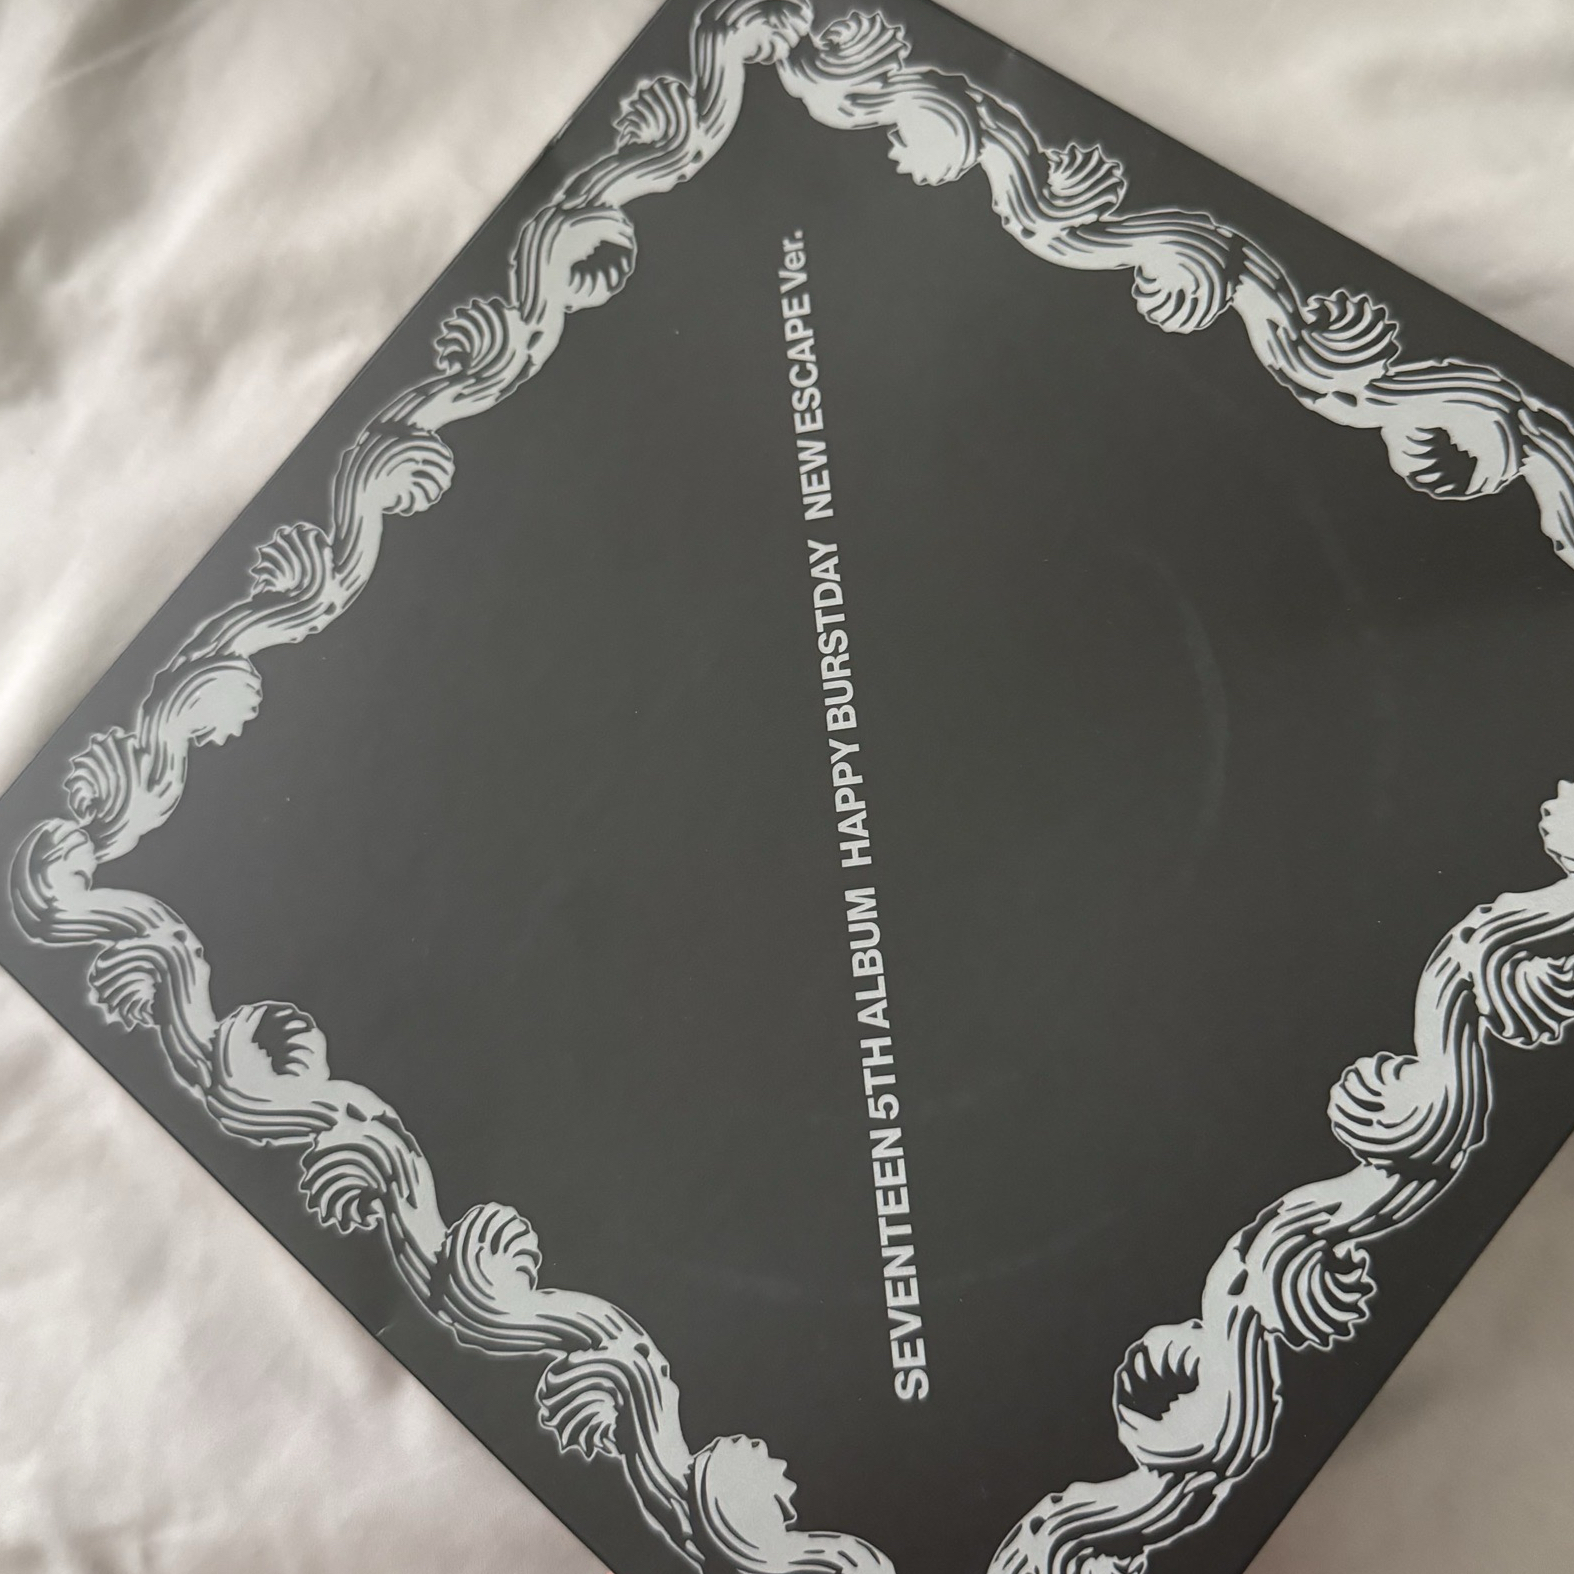 SEVENTEEN 5TH ALBUM HAPPY BURSTDAY NEW ESCAPE Ver.